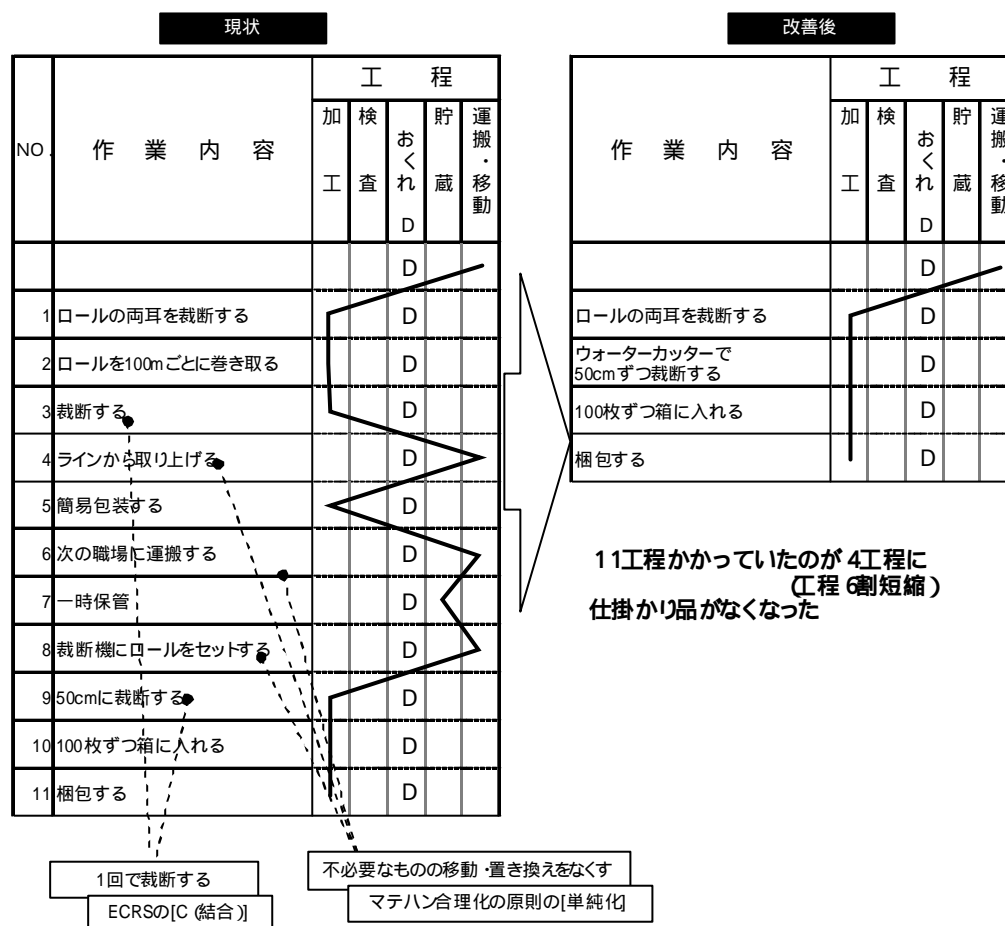 現状
NO.
作業内容
工程
加工
検査
おくれ D
貯蔵
運搬・移動
D
1 ロールの両耳を裁断する D
2 ロールを100mごとに巻き取る D
3 裁断する D
4 ラインから取り上げる D
5 簡易包装する D
6 次の職場に運搬する D
7 一時保管 D
8 裁断機にロールをセットする D
9 50cmに裁断する D
10 100枚ずつ箱に入れる D
11 梱包する D
1回で裁断する
ECRSの[C(結合)]
不必要なものの移動・置き換えをなくす
マテハン合理化の原則の[単純化]
改善後
作業内容
工程
加工
検査
おくれ D
貯蔵
運搬・移動
D
ロールの両耳を裁断する D
ウォーターカッターで
50cmずつ裁断する D
100枚ずつ箱に入れる D
梱包する D
11工程かかっていたのが4工程に
(工程6割短縮)
仕掛かり品がなくなった